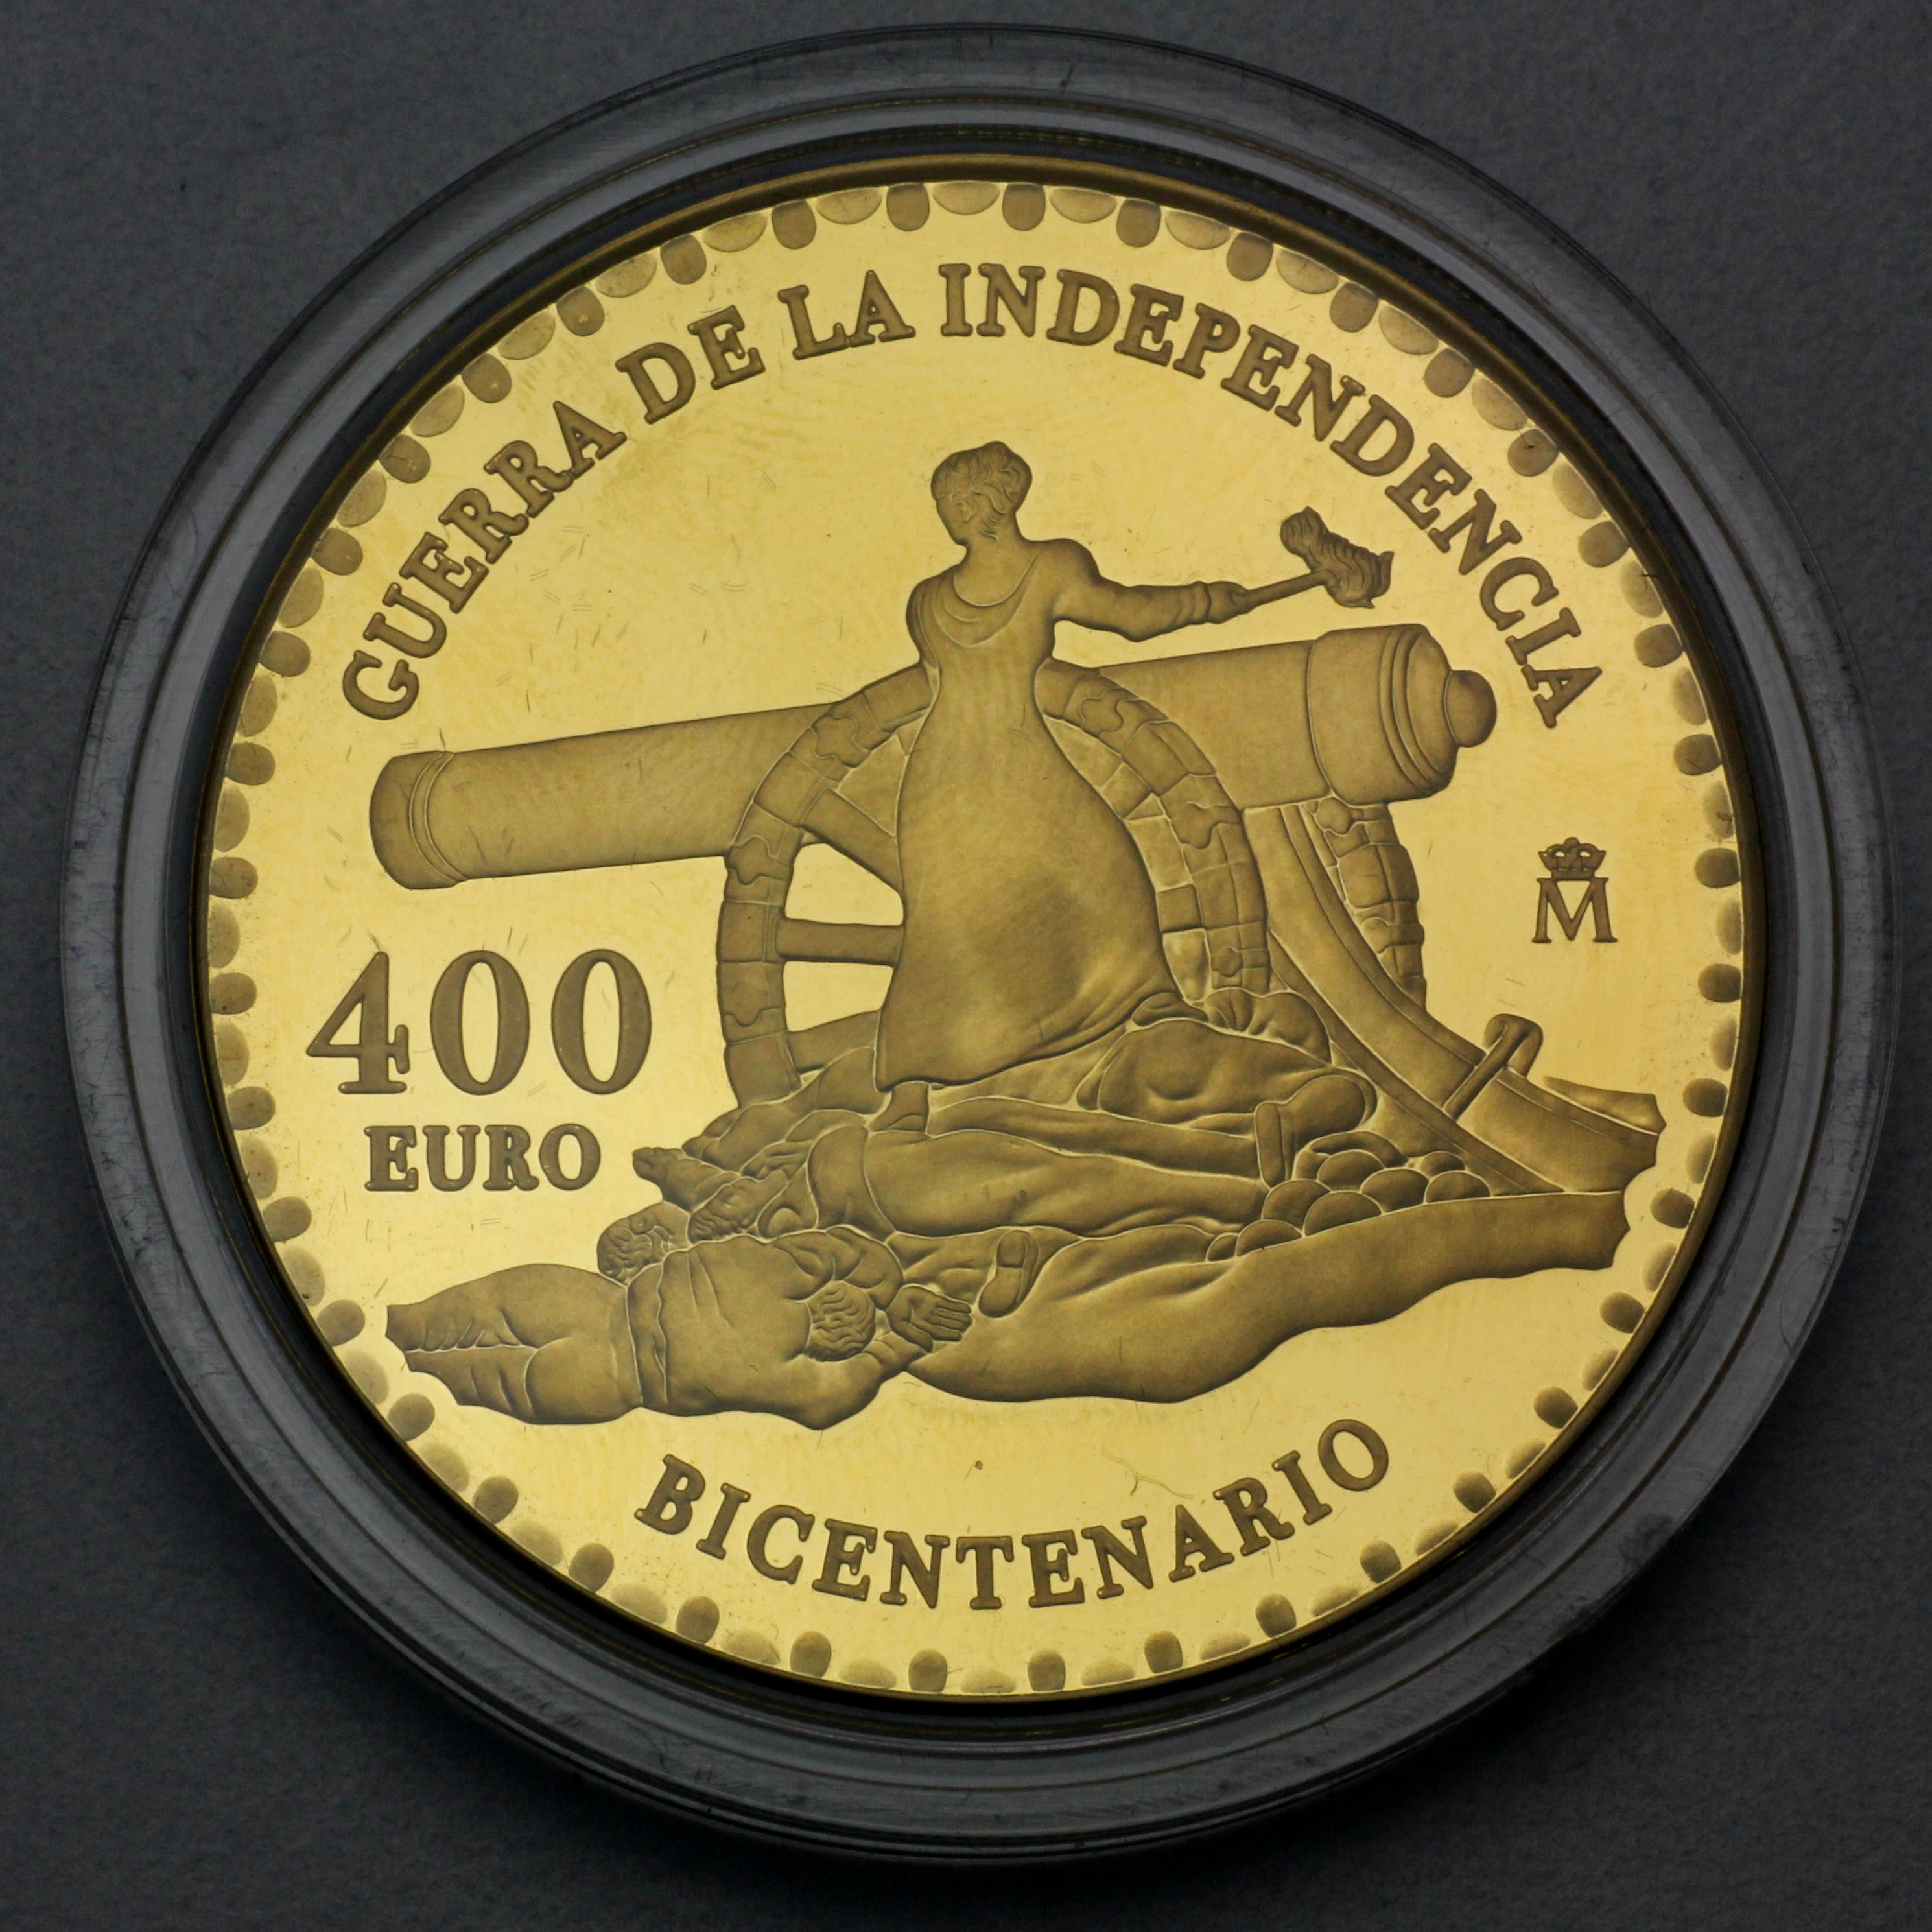 GUERRA DE LA INDEPENDENCIA
M
400
EURO
BICENTENARIO